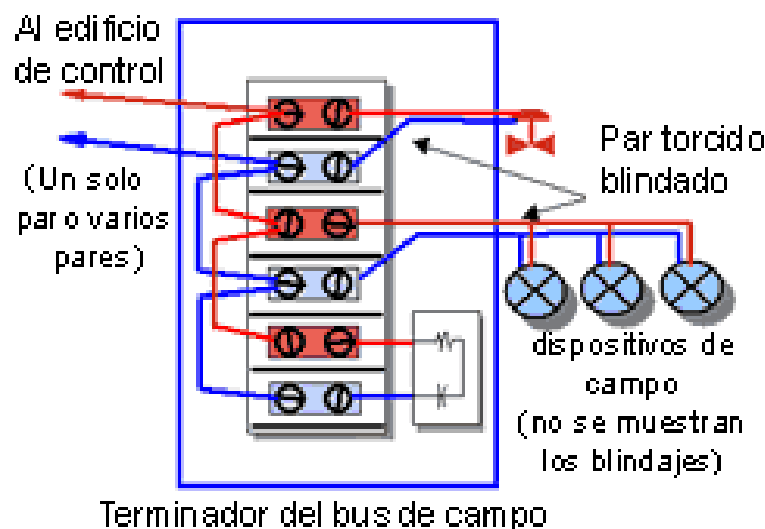 Al edificio
de control
(Un solo
par o varios
pares)
Par torcido
blindado
dispositivos de
campo
(no se muestran
los blindajes)
Terminador del bus de campo